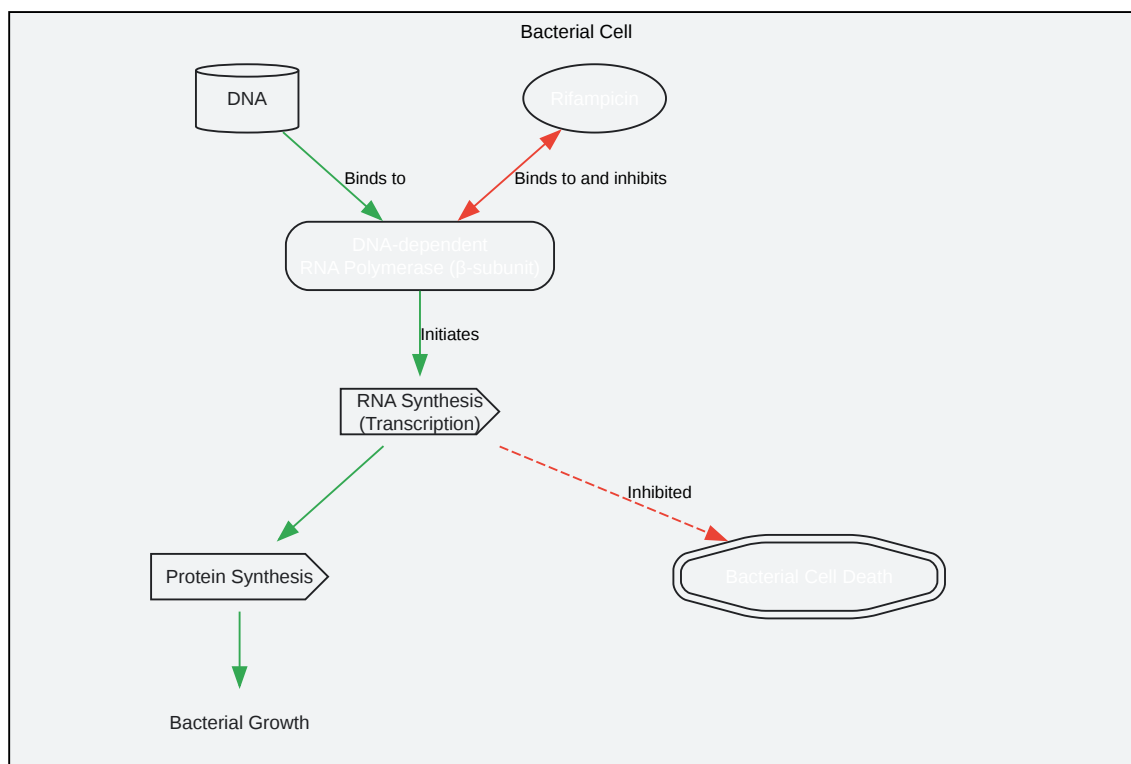 Bacterial Cell
DNA
Rifampicin
Binds to
Binds to and inhibits
DNA-dependent
RNA Polymerase (β-subunit)
Initiates
RNA Synthesis
(Transcription)
Inhibited
Protein Synthesis
Bacterial Cell Death
Bacterial Growth